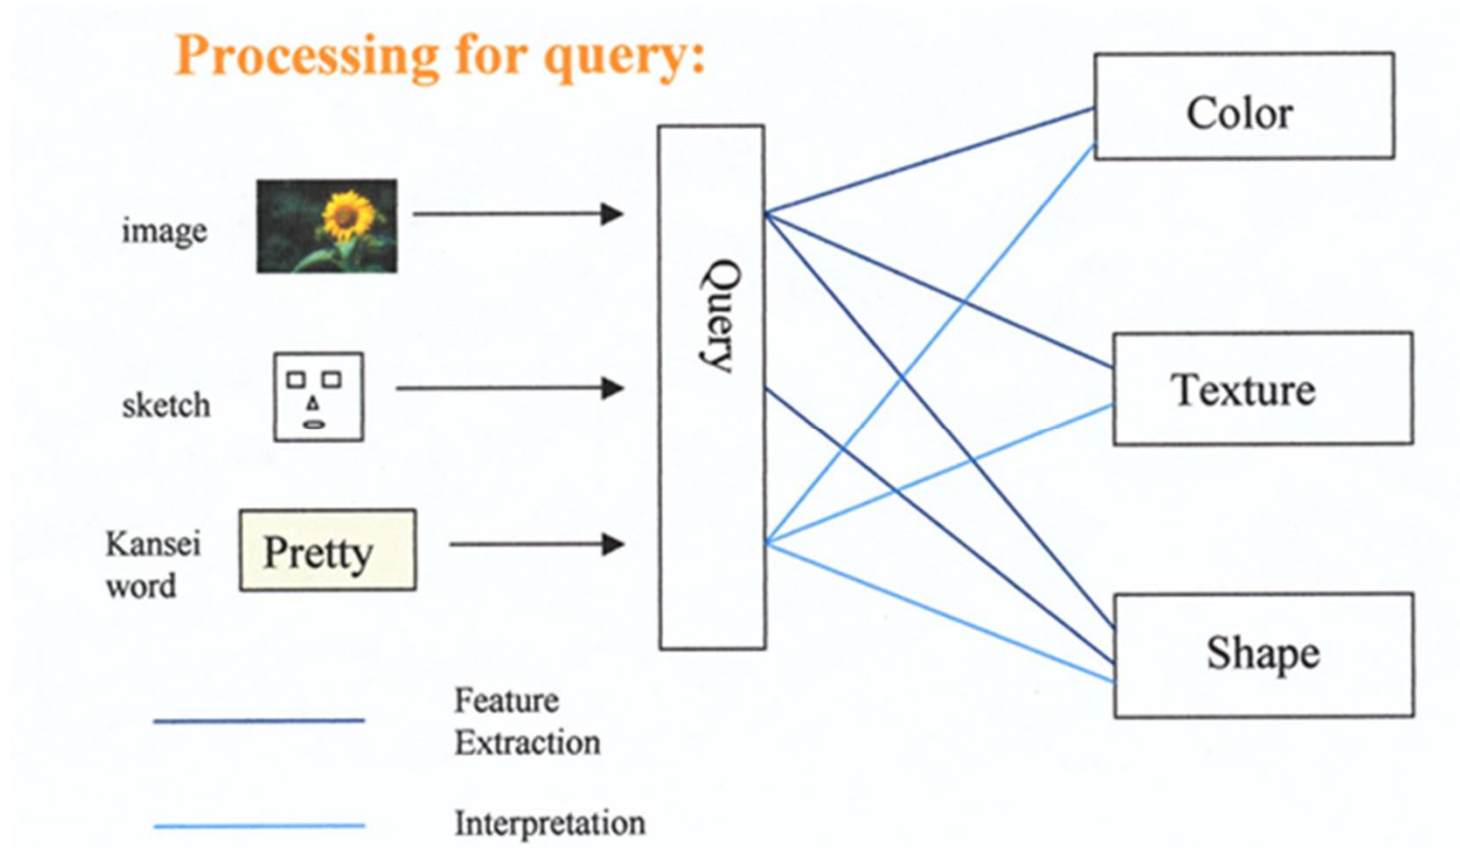 Processing for query:
image
sketch
Kansei
word
Pretty
Query
Color
Texture
Shape
Feature
Extraction
Interpretation